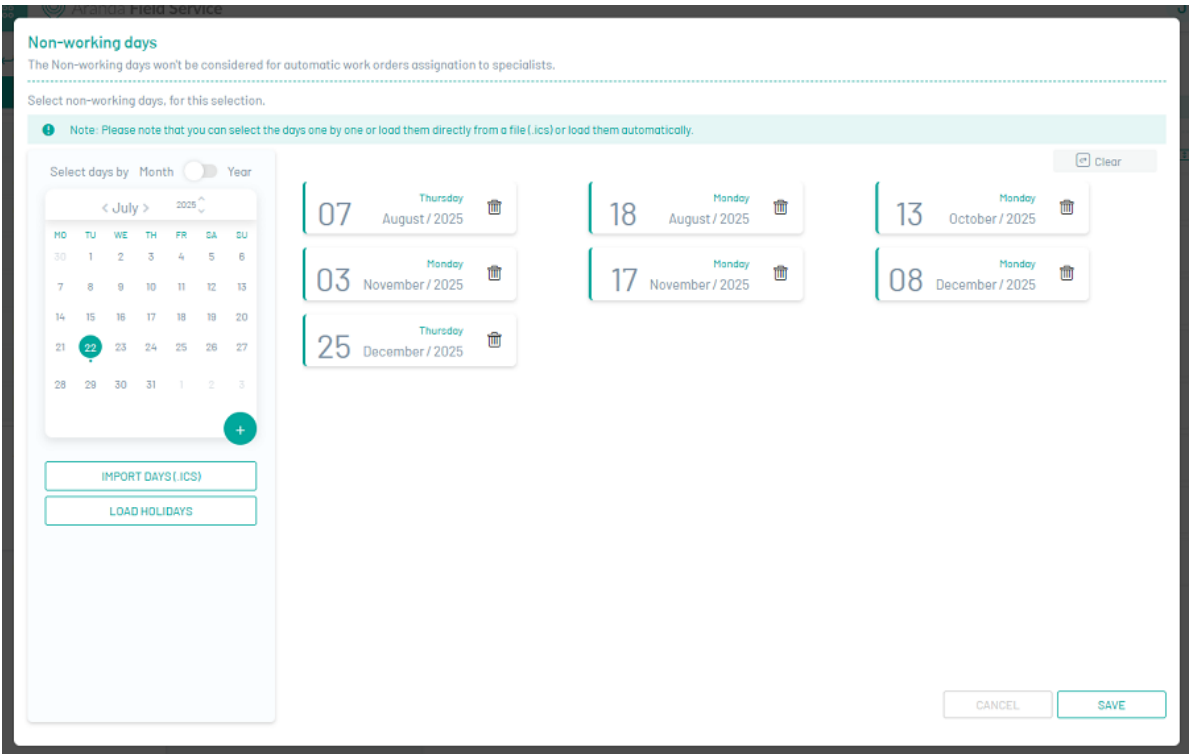 Aranda Field Service
Non-working days
The Non-working days won't be considered for automatic work orders assignation to specialists.
Select non-working days, for this selection.
Note: Please note that you can select the days one by one or load them directly from a file (.ics) or load them automatically.
Select days by Month Year
Clear
< July > 2025
MO TU WE TH FR SA SU
30 1 2 3 4 5 6
7 8 9 10 11 12 13
14 15 16 17 18 19 20
21 22 23 24 25 26 27
28 29 30 31 1 2 3
+
IMPORT DAYS (.ICS)
LOAD HOLIDAYS
07 Thursday
August / 2025
18 Monday
August / 2025
13 Monday
October / 2025
03 Monday
November / 2025
17 Monday
November / 2025
08 Monday
December / 2025
25 Thursday
December / 2025
CANCEL
SAVE